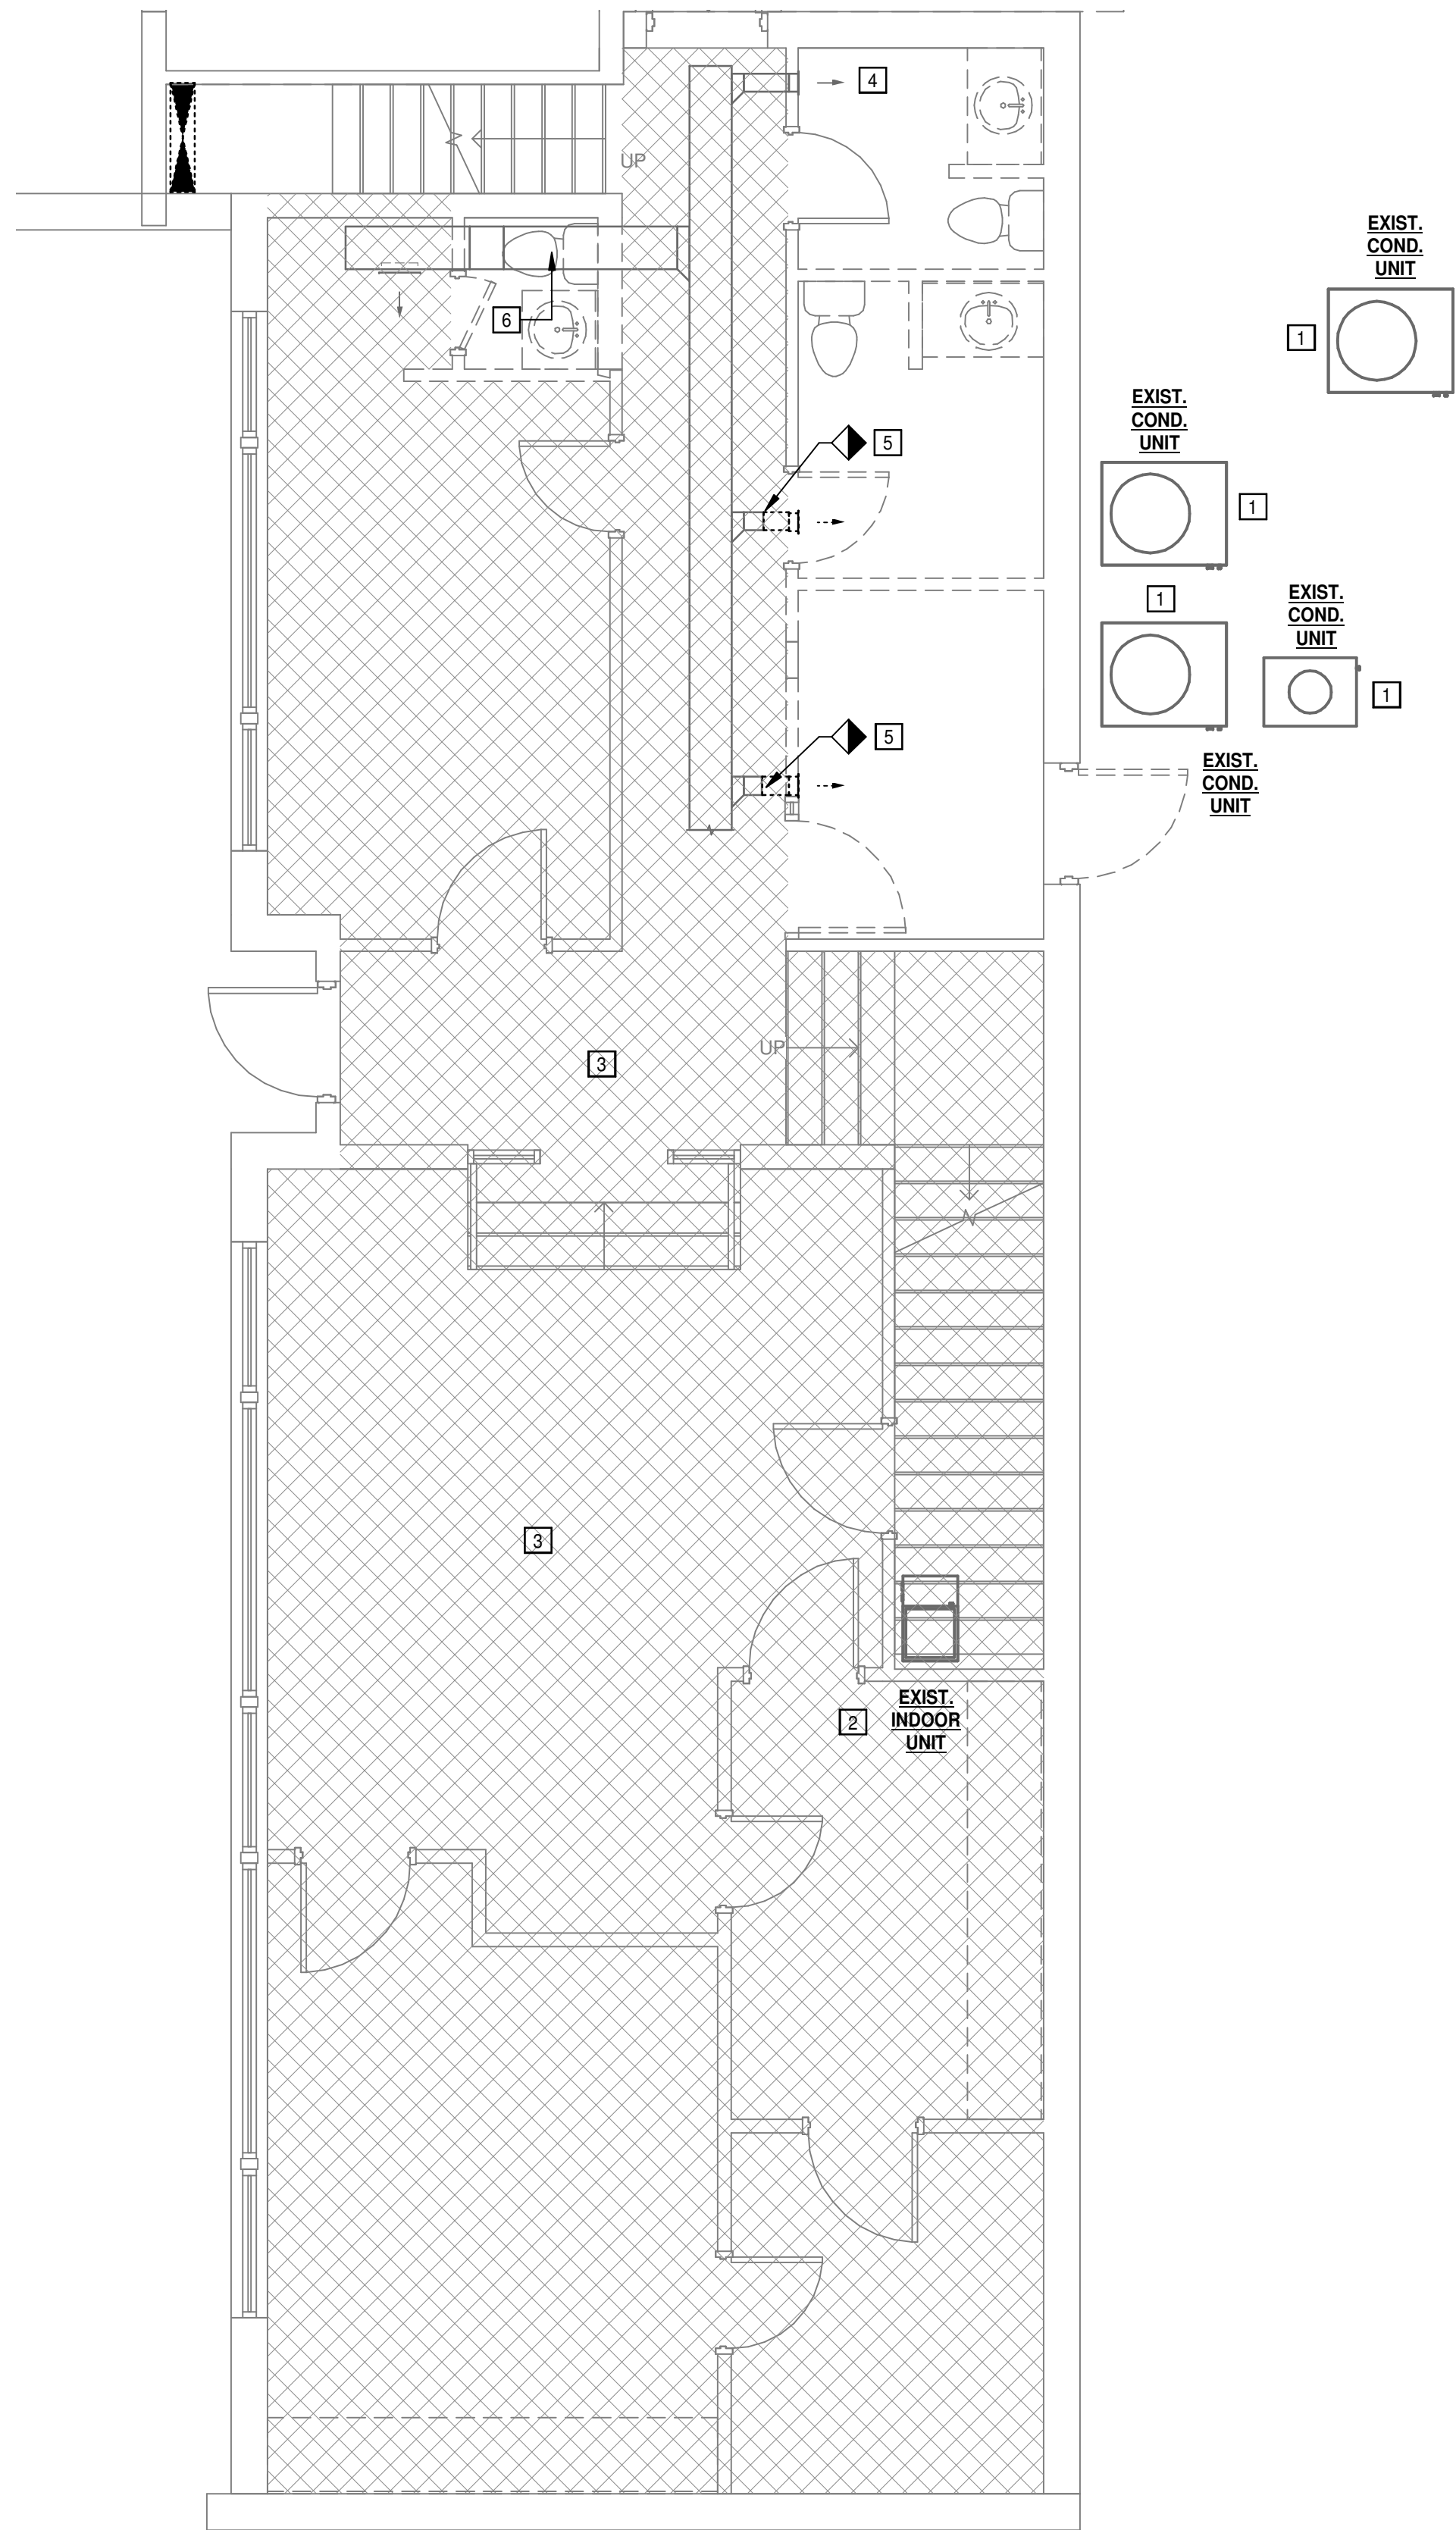 4
UP
EXIST.
COND.
UNIT
1
6
EXIST.
COND.
UNIT
5
1
EXIST.
COND.
UNIT
1
1
5
EXIST.
COND.
UNIT
UP
3
3
EXIST.
INDOOR
UNIT
2